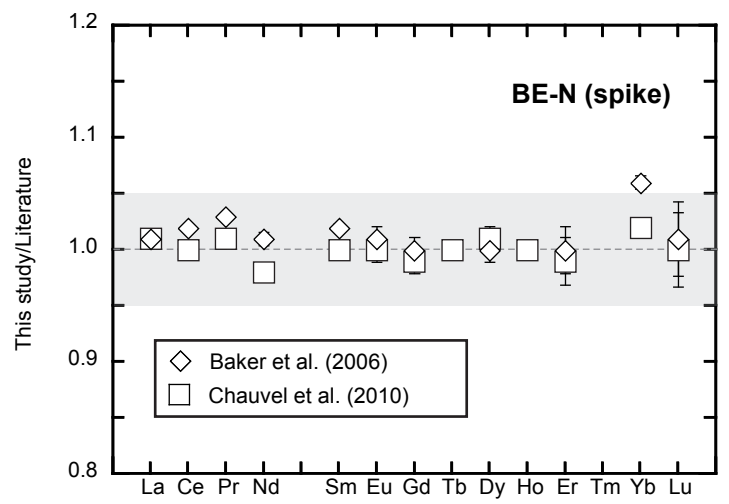 1.2
BE-N (spike)
1.1
This study/Literature
1.0
0.9
Baker et al. (2006)
Chauvel et al. (2010)
0.8
La Ce Pr Nd Sm Eu Gd Tb Dy Ho Er Tm Yb Lu